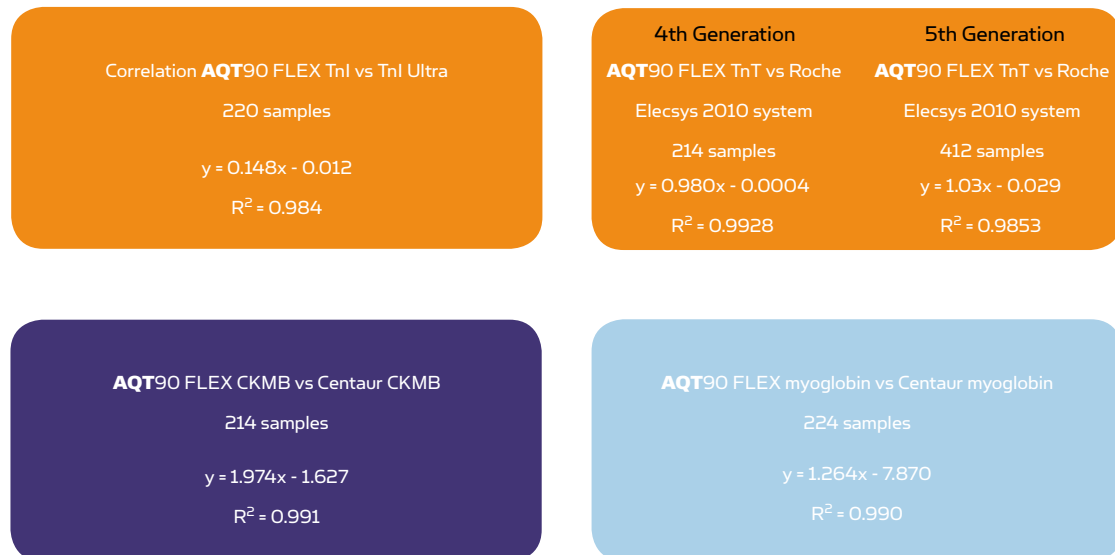 Correlation AQT90 FLEX TnI vs TnI Ultra
220 samples
y = 0.148x - 0.012
R² = 0.984
4th Generation
AQT90 FLEX TnT vs Roche
Elecsys 2010 system
214 samples
y = 0.980x - 0.0004
R² = 0.9928
5th Generation
AQT90 FLEX TnT vs Roche
Elecsys 2010 system
412 samples
y = 1.03x - 0.029
R² = 0.9853
AQT90 FLEX CKMB vs Centaur CKMB
214 samples
y = 1.974x - 1.627
R² = 0.991
AQT90 FLEX myoglobin vs Centaur myoglobin
224 samples
y = 1.264x - 7.870
R² = 0.990